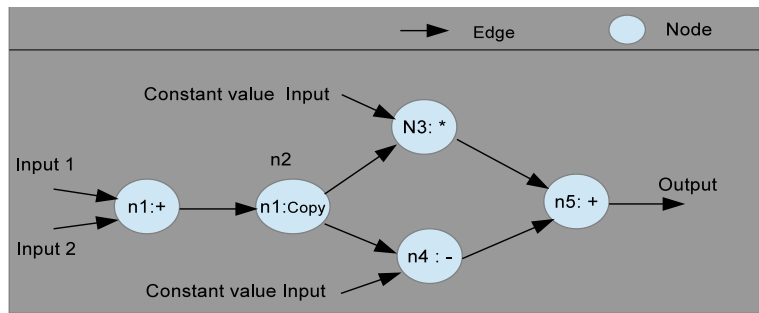 Edge
Node
Constant value Input
N3: *
n2
Input 1
n1:+
n1:Copy
n5: +
Output
Input 2
n4 : -
Constant value Input